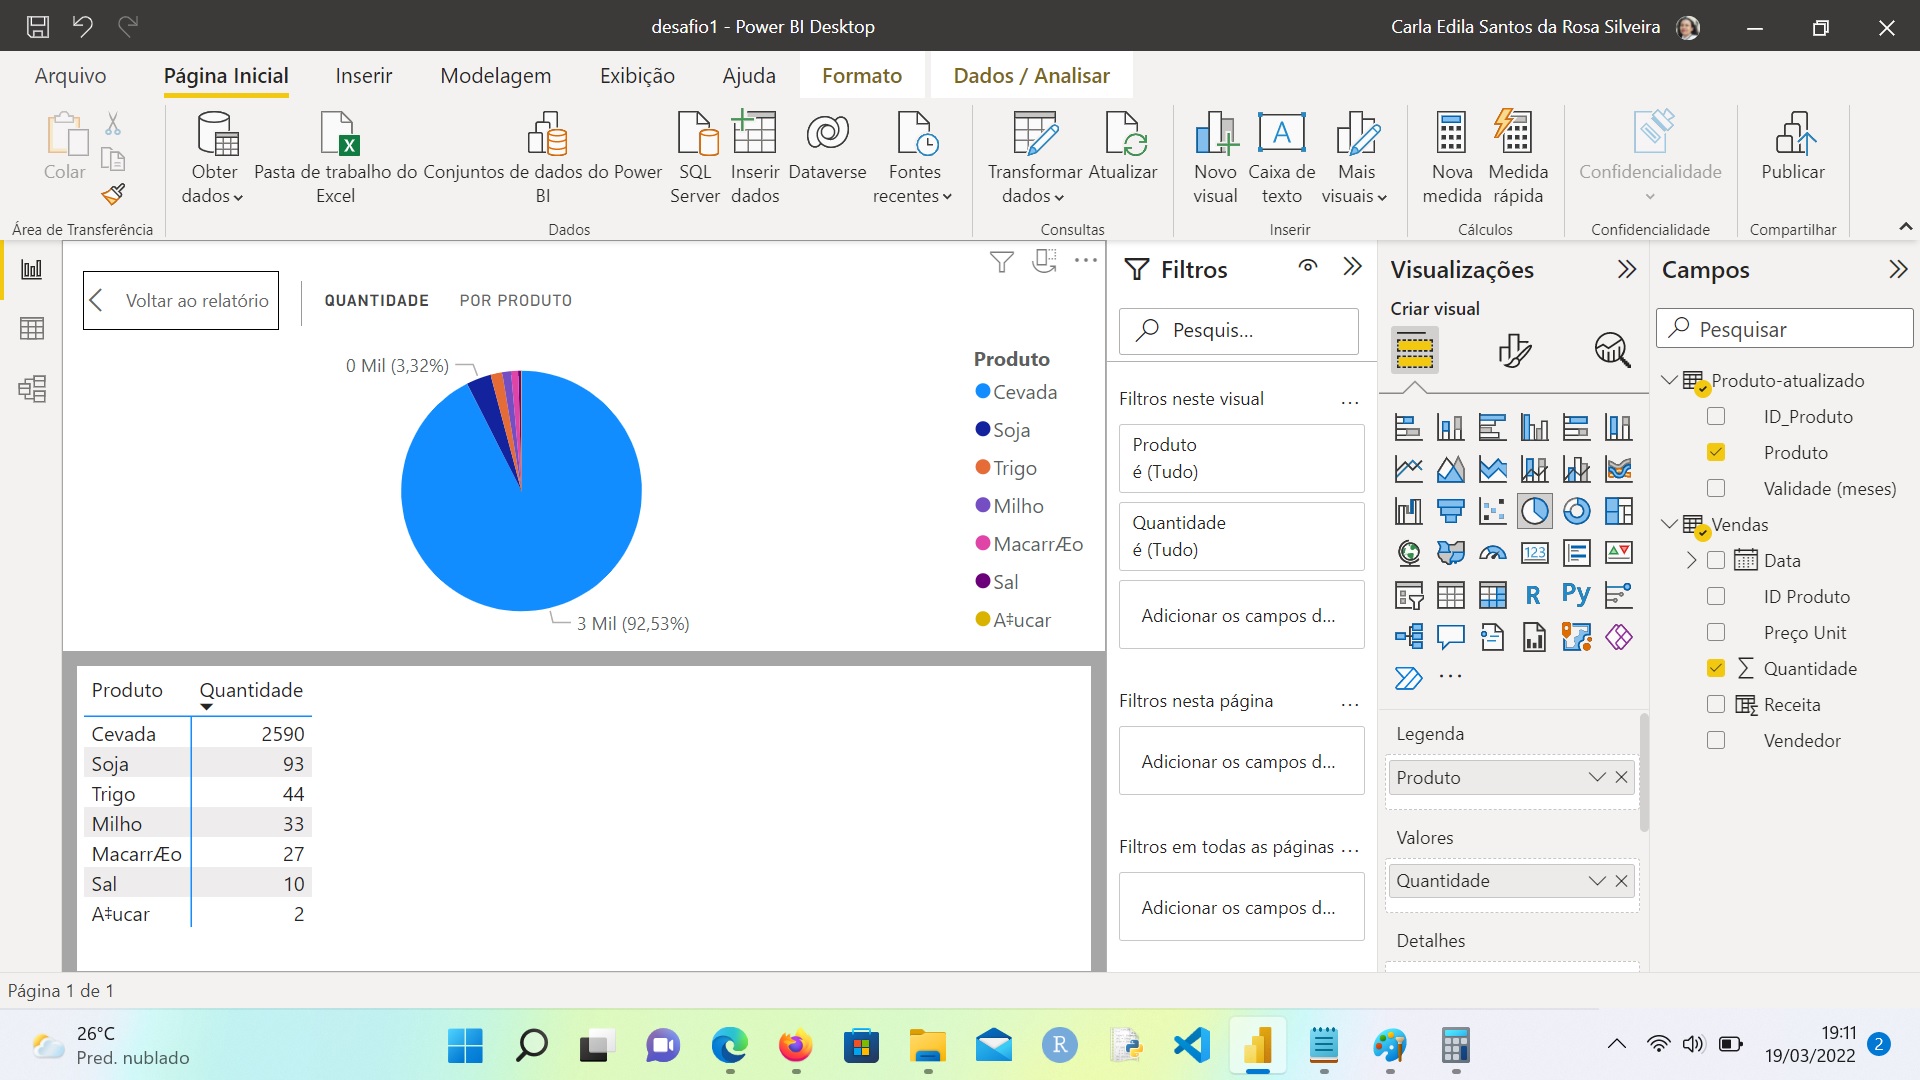 desafio1 - Power BI Desktop
Carla Edila Santos da Rosa Silveira
Arquivo
Página Inicial
Inserir
Modelagem
Exibição
Ajuda
Formato
Dados / Analisar
Colar
Obter
dados
Pasta de trabalho do
Excel
Conjuntos de dados do Power
BI
SQL
Server
Inserir
dados
Dataverse
Fontes
recentes
Transformar
dados
Atualizar
Novo
visual
Caixa de
texto
Mais
visuais
Nova
medida
Medida
rápida
Confidencialidade
Publicar
Área de Transferência
Dados
Consultas
Inserir
Cálculos
Confidencialidade
Compartilhar
Voltar ao relatório
QUANTIDADE
POR PRODUTO
0 Mil (3,32%)
3 Mil (92,53%)
Produto
Cevada
Soja
Trigo
Milho
MacarrÆo
Sal
A‡ucar
Produto Quantidade
Cevada 2590
Soja 93
Trigo 44
Milho 33
MacarrÆo 27
Sal 10
A‡ucar 2
Filtros
Pesquis...
Filtros neste visual ...
Produto
é (Tudo)
Quantidade
é (Tudo)
Adicionar os campos d...
Filtros nesta página ...
Adicionar os campos d...
Filtros em todas as páginas ...
Adicionar os campos d...
Visualizações
Criar visual
123
R
Py
...
Legenda
Produto
Valores
Quantidade
Detalhes
Campos
Pesquisar
Produto-atualizado
ID_Produto
Produto
Validade (meses)
Vendas
Data
ID Produto
Preço Unit
Quantidade
Receita
Vendedor
Página 1 de 1
26°C
Pred. nublado
R
19:11
19/03/2022
2